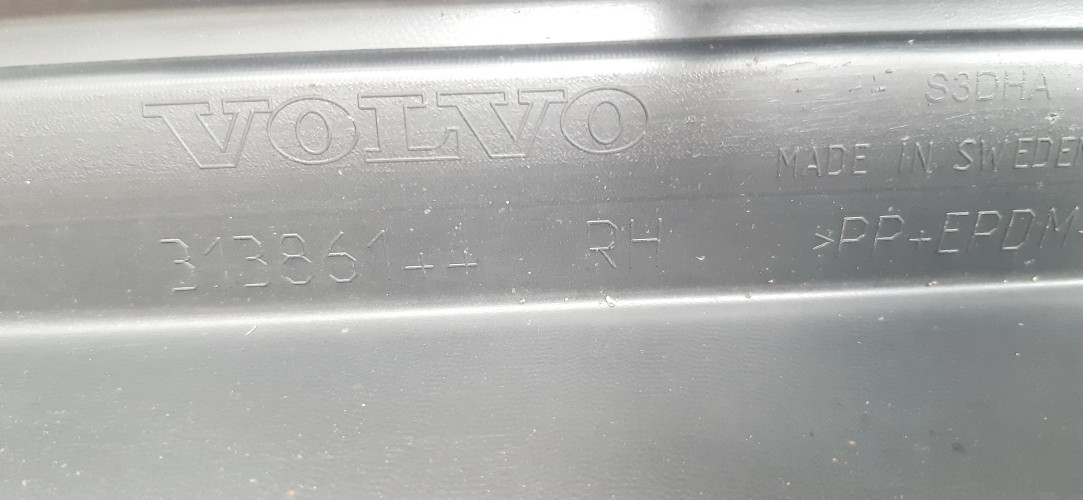 VOLVO
S3DHA
MADE IN SWEDEN
31386144 RH >PP+EPDM-